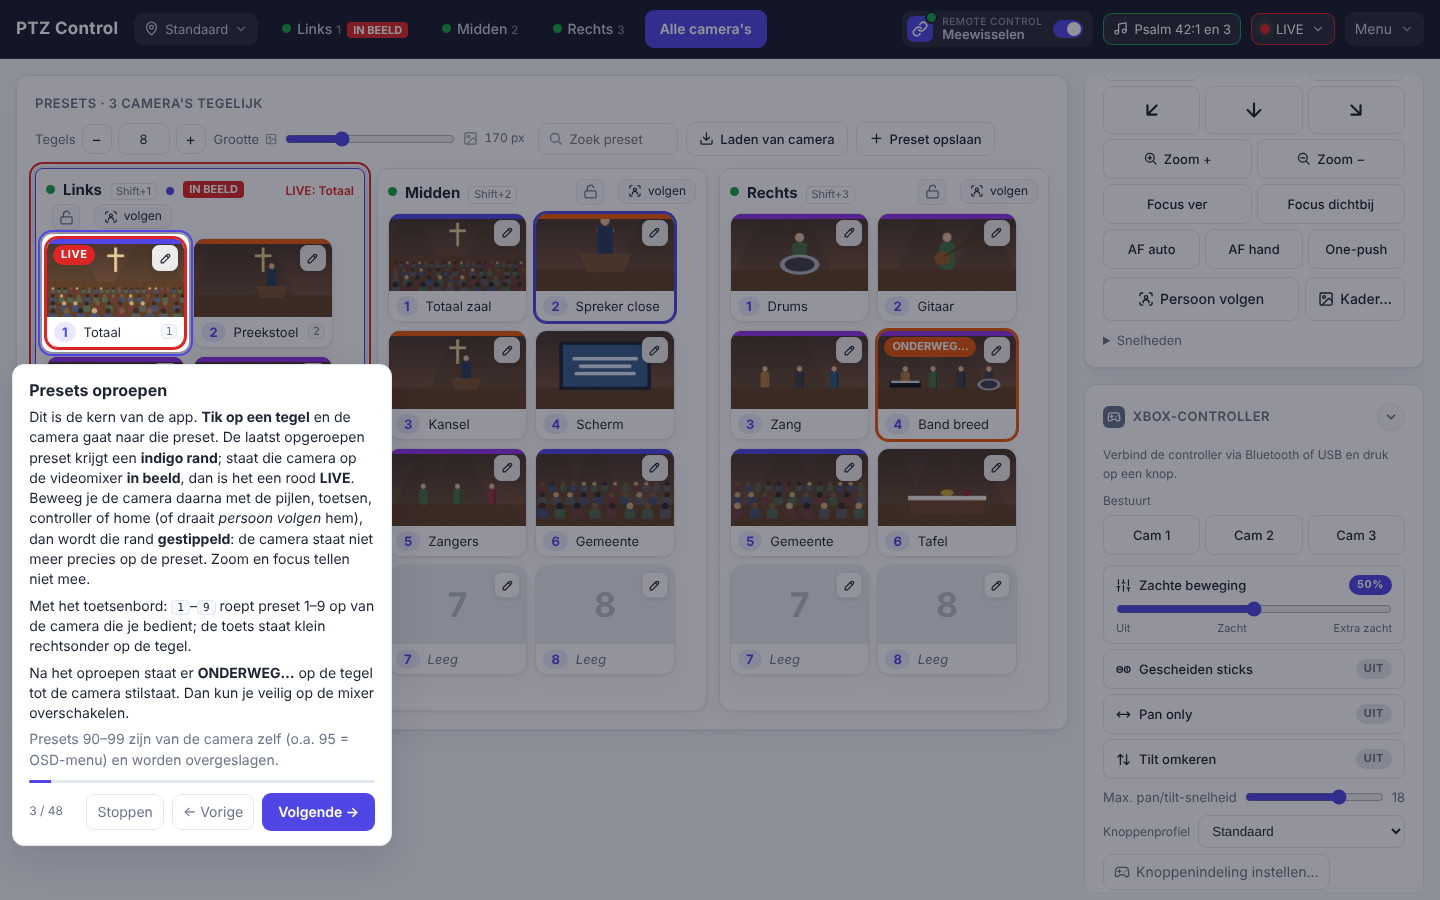 PTZ Control
Standaard
Links 1 IN BEELD
Midden 2
Rechts 3
Alle camera's
REMOTE CONTROL
Meewisselen
Psalm 42:1 en 3
LIVE
Menu
PRESETS · 3 CAMERA'S TEGELIJK
Tegels − 8 + Grootte 170 px
Zoek preset
Laden van camera
+ Preset opslaan
Links Shift+1 IN BEELD LIVE: Totaal
volgen
LIVE
1 Totaal 1
2 Preekstoel 2
Midden Shift+2 volgen
1 Totaal zaal
2 Spreker close
3 Kansel
4 Scherm
5 Zangers
6 Gemeente
7
8
7 Leeg
8 Leeg
Rechts Shift+3 volgen
1 Drums
2 Gitaar
3 Zang
ONDERWEG...
4 Band breed
5 Gemeente
6 Tafel
7
8
7 Leeg
8 Leeg
Presets oproepen
Dit is de kern van de app. Tik op een tegel en de
camera gaat naar die preset. De laatst opgeroepen
preset krijgt een indigo rand; staat die camera op
de videomixer in beeld, dan is het een rood LIVE.
Beweeg je de camera daarna met de pijlen, toetsen,
controller of home (of draait persoon volgen hem),
dan wordt die rand gestippeld: de camera staat niet
meer precies op de preset. Zoom en focus tellen
niet mee.
Met het toetsenbord: 1–9 roept preset 1–9 op van
de camera die je bedient; de toets staat klein
rechtsonder op de tegel.
Na het oproepen staat er ONDERWEG... op de tegel
tot de camera stilstaat. Dan kun je veilig op de mixer
overschakelen.
Presets 90–99 zijn van de camera zelf (o.a. 95 =
OSD-menu) en worden overgeslagen.
3 / 48
Stoppen
← Vorige
Volgende →
↙ ↓ ↘
Zoom +
Zoom −
Focus ver
Focus dichtbij
AF auto
AF hand
One-push
Persoon volgen
Kader...
▶ Snelheden
XBOX-CONTROLLER
Verbind de controller via Bluetooth of USB en druk
op een knop.
Bestuurt
Cam 1
Cam 2
Cam 3
Zachte beweging 50%
Uit Zacht Extra zacht
Gescheiden sticks UIT
Pan only UIT
Tilt omkeren UIT
Max. pan/tilt-snelheid 18
Knoppenprofiel Standaard
Knoppenindeling instellen...